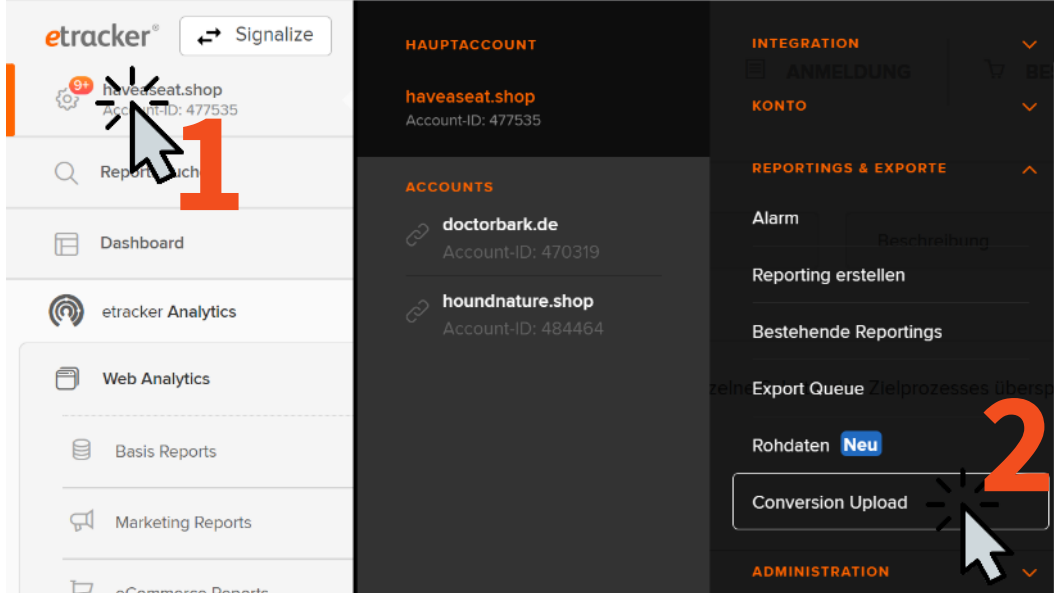 etracker®
Signalize
9+
haveaseat.shop
Account-ID: 477535
1
Dashboard
etracker Analytics
Web Analytics
Basis Reports
Marketing Reports
eCommerce Reports
HAUPTACCOUNT
haveaseat.shop
Account-ID: 477535
ACCOUNTS
doctorbark.de
Account-ID: 470319
houndnature.shop
Account-ID: 484464
INTEGRATION
ANMELDUNG
KONTO
REPORTINGS & EXPORTE
Alarm
Beschreibung
Reporting erstellen
Bestehende Reportings
Export Queue
Zielprozesses
Rohdaten Neu
2
Conversion Upload
ADMINISTRATION